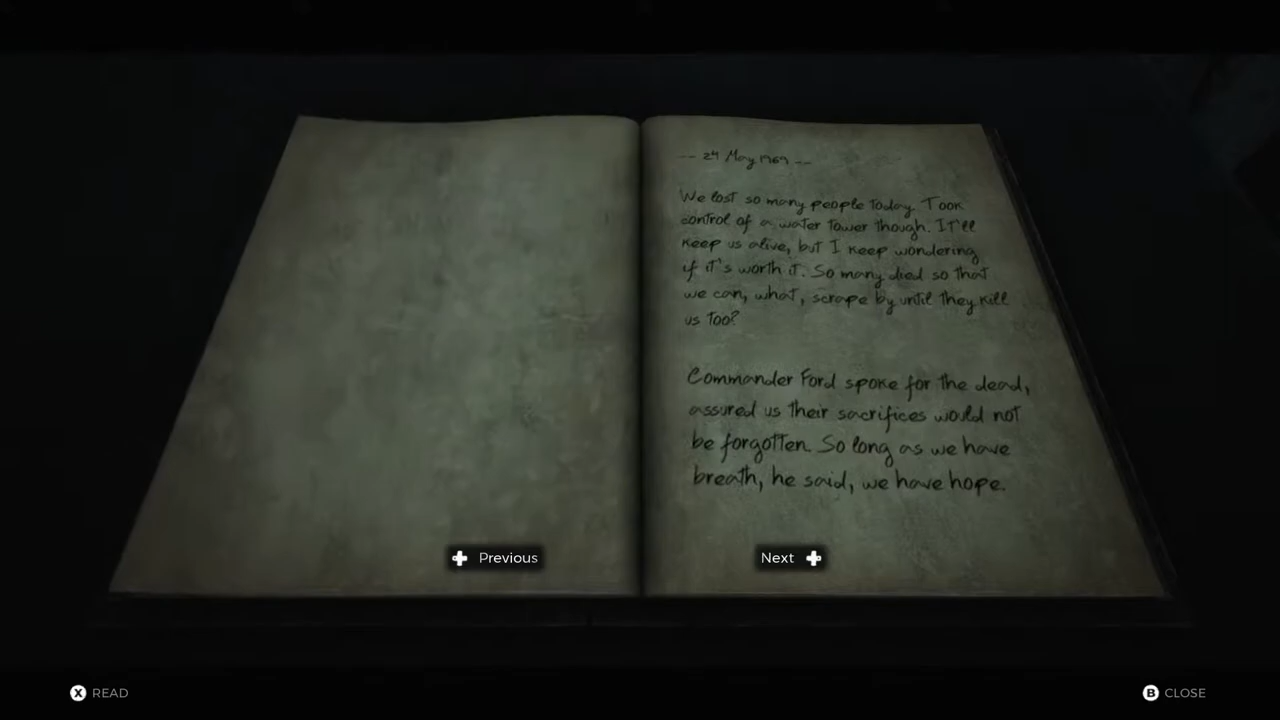 -- 24 May 1969 --
We lost so many people today. Took
control of a water tower though. It'll
keep us alive, but I keep wondering
if it's worth it. So many died so that
we can, what, scrape by until they kill
us too?
Commander Ford spoke for the dead,
assured us their sacrifices would not
be forgotten. So long as we have
breath, he said, we have hope.
Previous
Next
X READ
B CLOSE